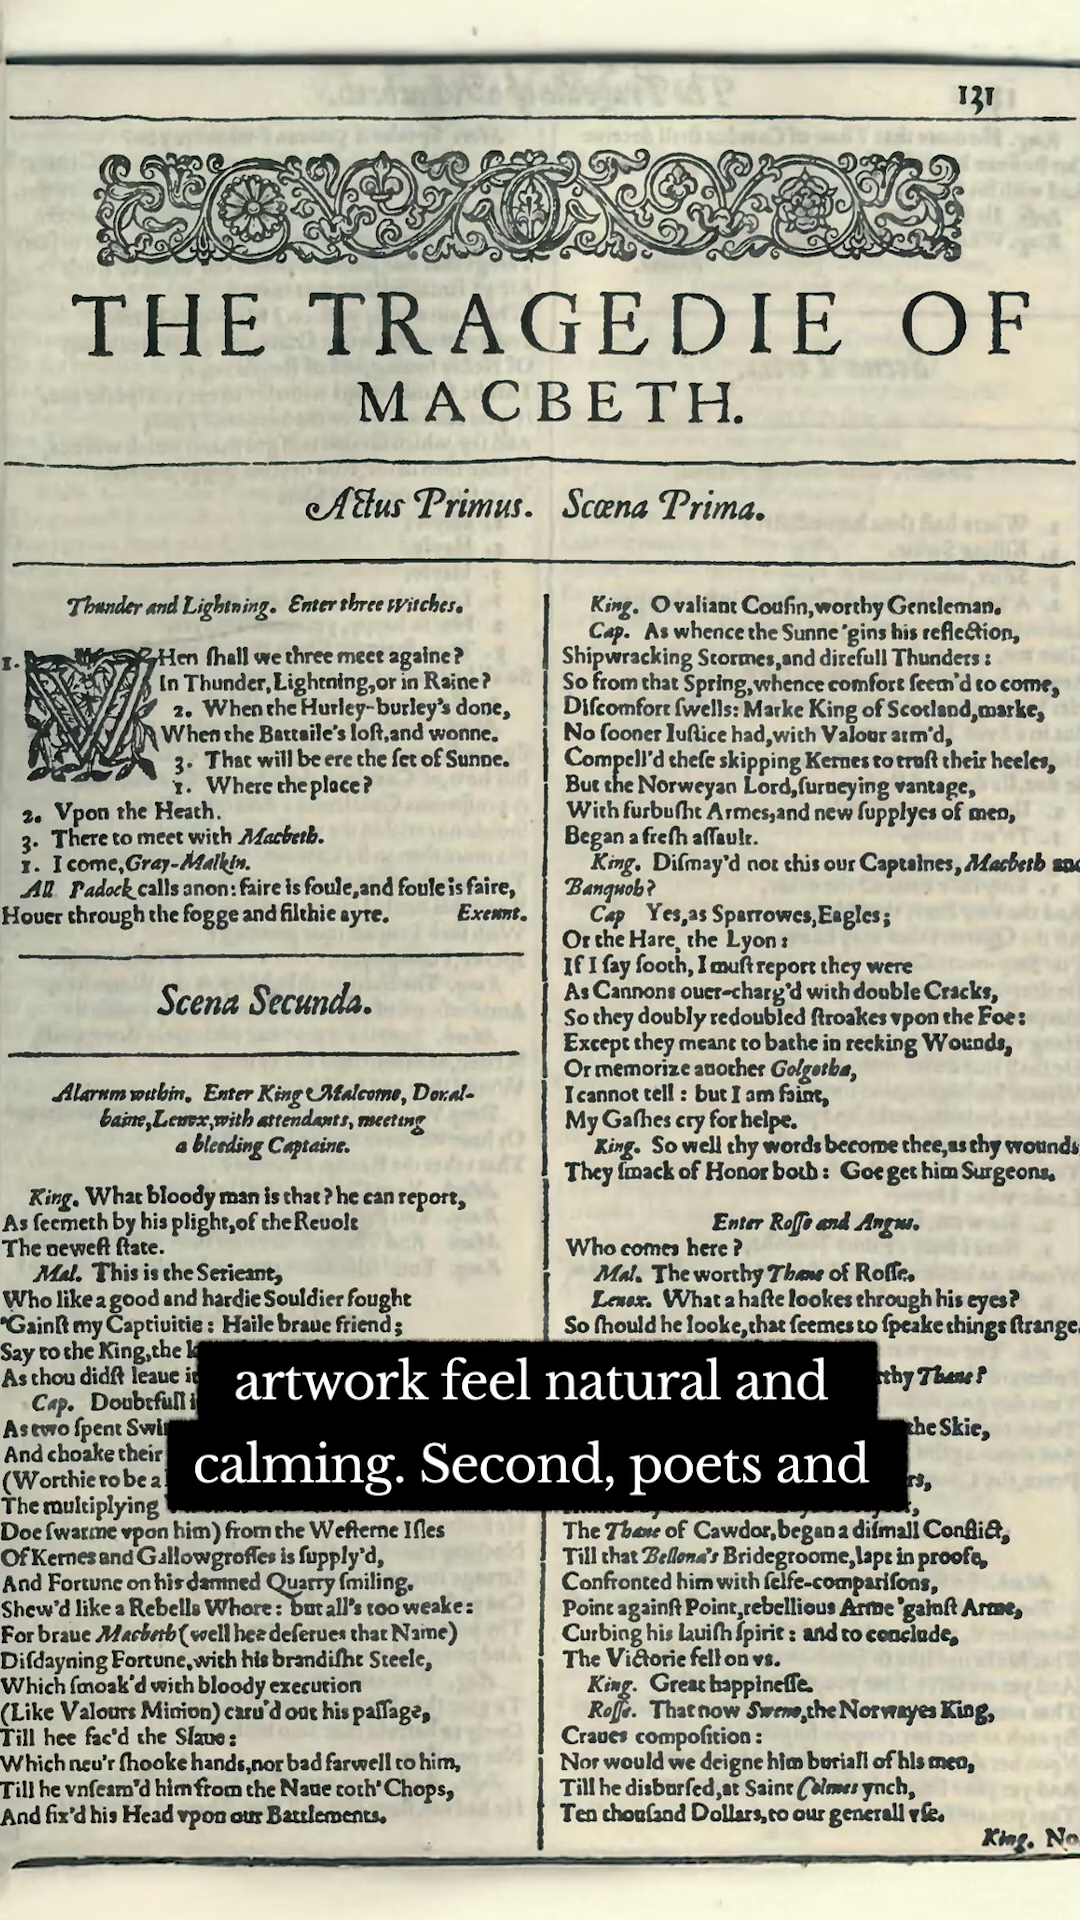 131
THE TRAGEDIE OF
MACBETH.
Actus Primus. Scœna Prima.
Thunder and Lightning. Enter three Witches.
1. WHen ſhall we three meet againe?
In Thunder, Lightning, or in Raine?
2. When the Hurley-burley's done,
When the Battaile's loſt, and wonne.
3. That will be ere the ſet of Sunne.
1. Where the place?
2. Vpon the Heath.
3. There to meet with Macbeth.
1. I come, Gray-Malkin.
All. Padock calls anon: faire is foule, and foule is faire,
Houer through the fogge and filthie ayre. Exeunt.
Scena Secunda.
Alarum within. Enter King Malcome, Donal-
baine, Lenox, with attendants, meeting
a bleeding Captaine.
King. What bloody man is that? he can report,
As ſeemeth by his plight, of the Reuolt
The neweſt ſtate.
Mal. This is the Serieant,
Who like a good and hardie Souldier fought
'Gainſt my Captiuitie: Haile braue friend;
Say to the King, the
As thou didſt leaue it
Cap. Doubtfull
As two ſpent
And choake their
(Worthie to be a
The multiplying
Doe ſwarme vpon him) from the Weſterne Iſles
Of Kernes and Gallowgroſſes is ſupply'd,
And Fortune on his damned Quarry ſmiling,
Shew'd like a Rebells Whore: but all's too weake:
For braue Macbeth (well hee deſerues that Name)
Diſdayning Fortune, with his brandiſht Steele,
Which ſmoak'd with bloody execution
(Like Valours Minion) caru'd out his paſſage,
Till hee fac'd the Slaue:
Which neu'r ſhooke hands, nor bad farwell to him,
Till he vnſeam'd him from the Naue toth' Chops,
And fix'd his Head vpon our Battlements.
King. O valiant Couſin, worthy Gentleman.
Cap. As whence the Sunne 'gins his reflection,
Shipwracking Stormes, and direfull Thunders:
So from that Spring, whence comfort ſeem'd to come,
Diſcomfort ſwells: Marke King of Scotland, marke,
No ſooner Iuſtice had, with Valour arm'd,
Compell'd theſe skipping Kernes to truſt their heeles,
But the Norweyan Lord, ſurueying vantage,
With furbuſht Armes, and new ſupplyes of men,
Began a freſh aſſault.
King. Diſmay'd not this our Captaines, Macbeth and
Banquoh?
Cap Yes, as Sparrowes, Eagles;
Or the Hare, the Lyon:
If I ſay ſooth, I muſt report they were
As Cannons ouer-charg'd with double Cracks,
So they doubly redoubled ſtroakes vpon the Foe:
Except they meant to bathe in reeking Wounds,
Or memorize another Golgotha,
I cannot tell: but I am faint,
My Gaſhes cry for helpe.
King. So well thy words become thee, as thy wounds
They ſmack of Honor both: Goe get him Surgeons.
Enter Roſſe and Angus.
Who comes here?
Mal. The worthy Thane of Roſſe.
Lenox. What a haſte lookes through his eyes?
So ſhould he looke, that ſeemes to ſpeake things ſtrange.
Thane?
the Skie,
The Thane of Cawdor, began a diſmall Conflict,
Till that Bellona's Bridegroome, lapt in proofe,
Confronted him with ſelfe-compariſons,
Point againſt Point, rebellious Arme 'gainſt Arme,
Curbing his lauiſh ſpirit: and to conclude,
The Victorie fell on vs.
King. Great happineſſe.
Roſſe. That now Sweno, the Norwayes King,
Craues compoſition:
Nor would we deigne him buriall of his men,
Till he disburſed, at Saint Colmes ynch,
Ten thouſand Dollars, to our generall vſe.
King. No
artwork feel natural and
calming. Second, poets and